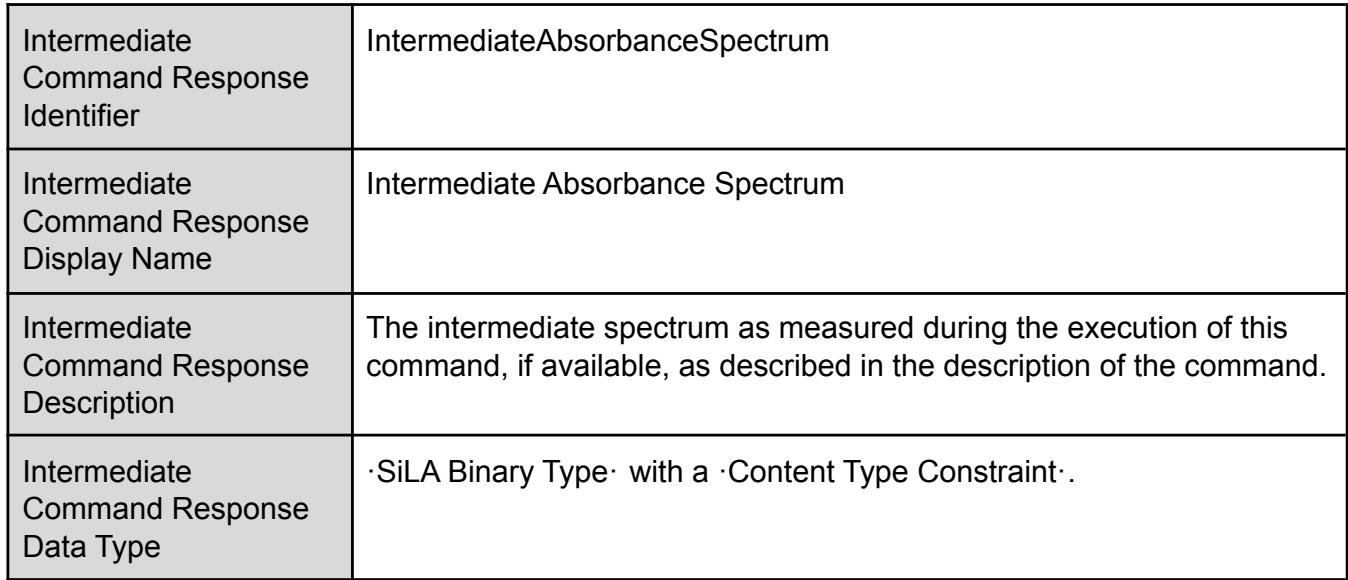 Intermediate
Command Response
Identifier
IntermediateAbsorbanceSpectrum
Intermediate
Command Response
Display Name
Intermediate Absorbance Spectrum
Intermediate
Command Response
Description
The intermediate spectrum as measured during the execution of this
command, if available, as described in the description of the command.
Intermediate
Command Response
Data Type
·SiLA Binary Type· with a ·Content Type Constraint·.